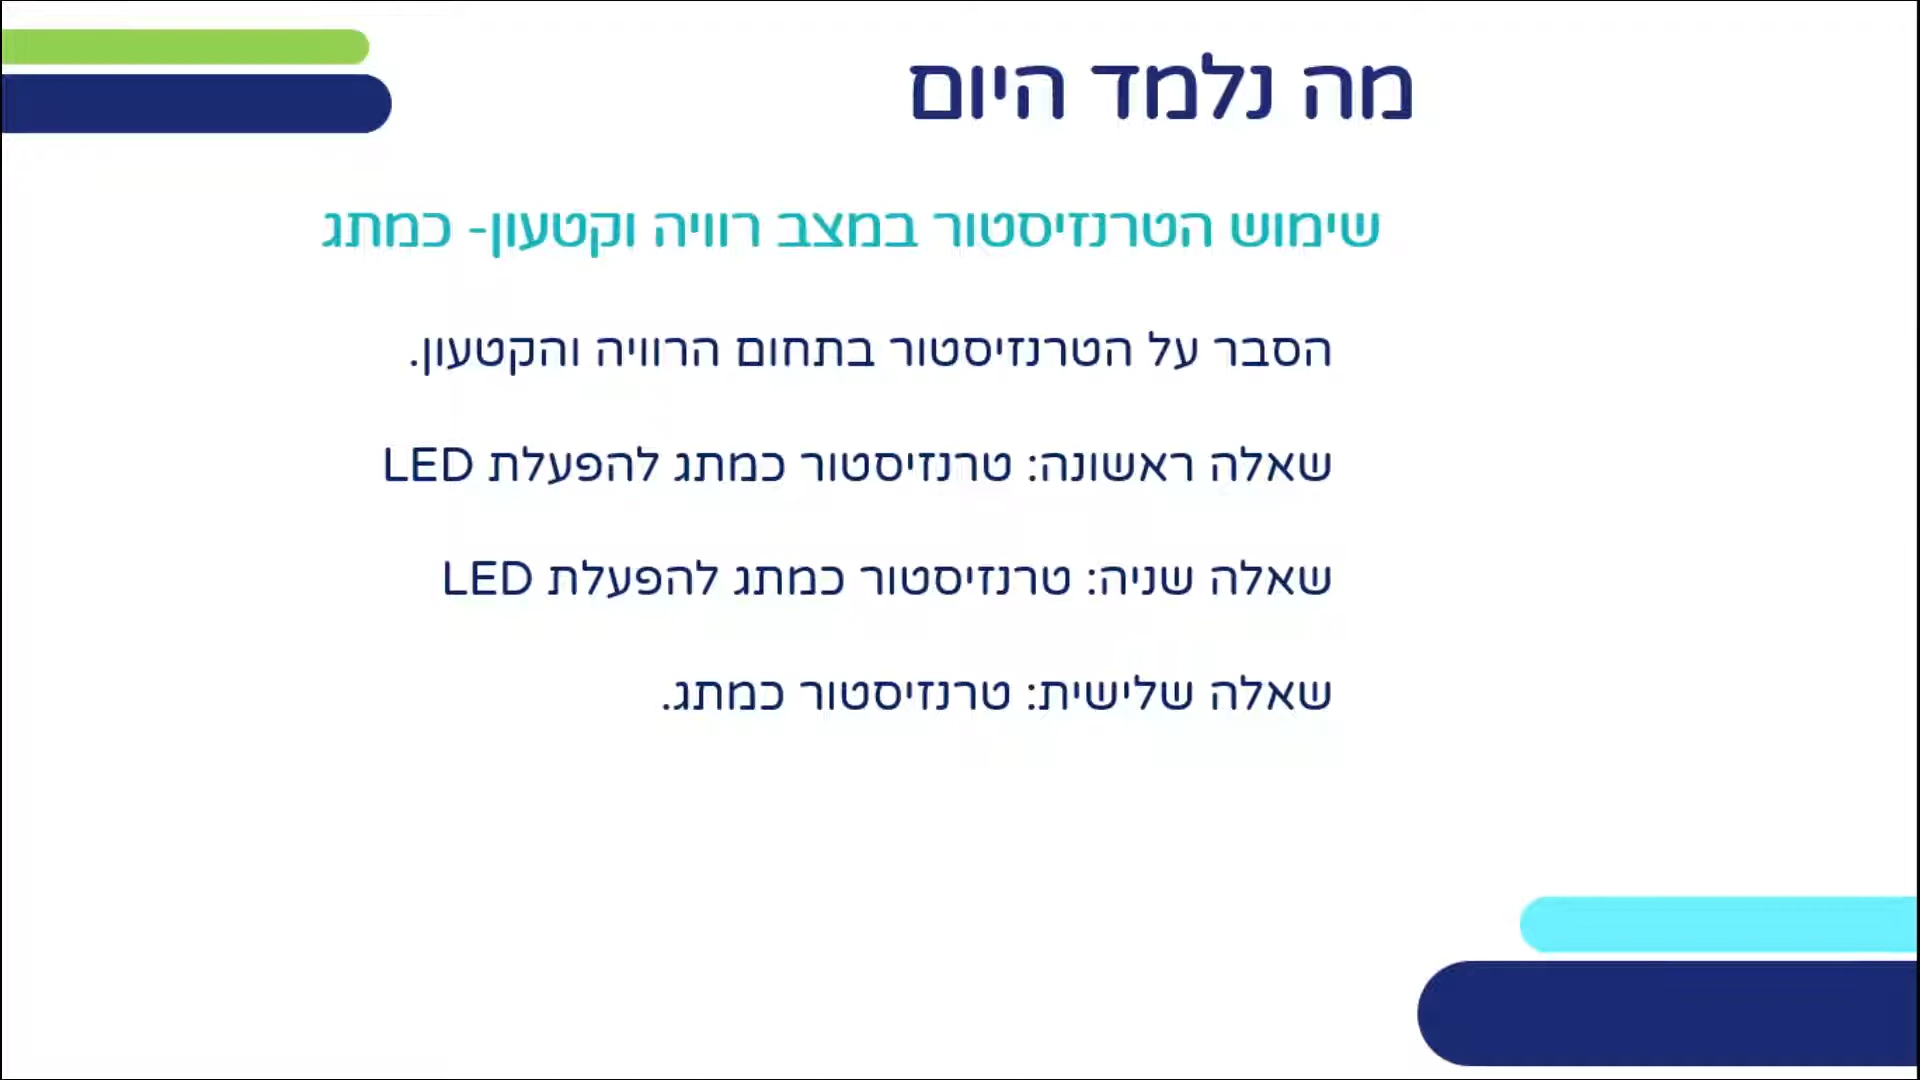 מה נלמד היום
שימוש הטרנזיסטור במצב רוויה וקטעון- כמתג
הסבר על הטרנזיסטור בתחום הרוויה והקטעון.
שאלה ראשונה: טרנזיסטור כמתג להפעלת LED
שאלה שניה: טרנזיסטור כמתג להפעלת LED
שאלה שלישית: טרנזיסטור כמתג.